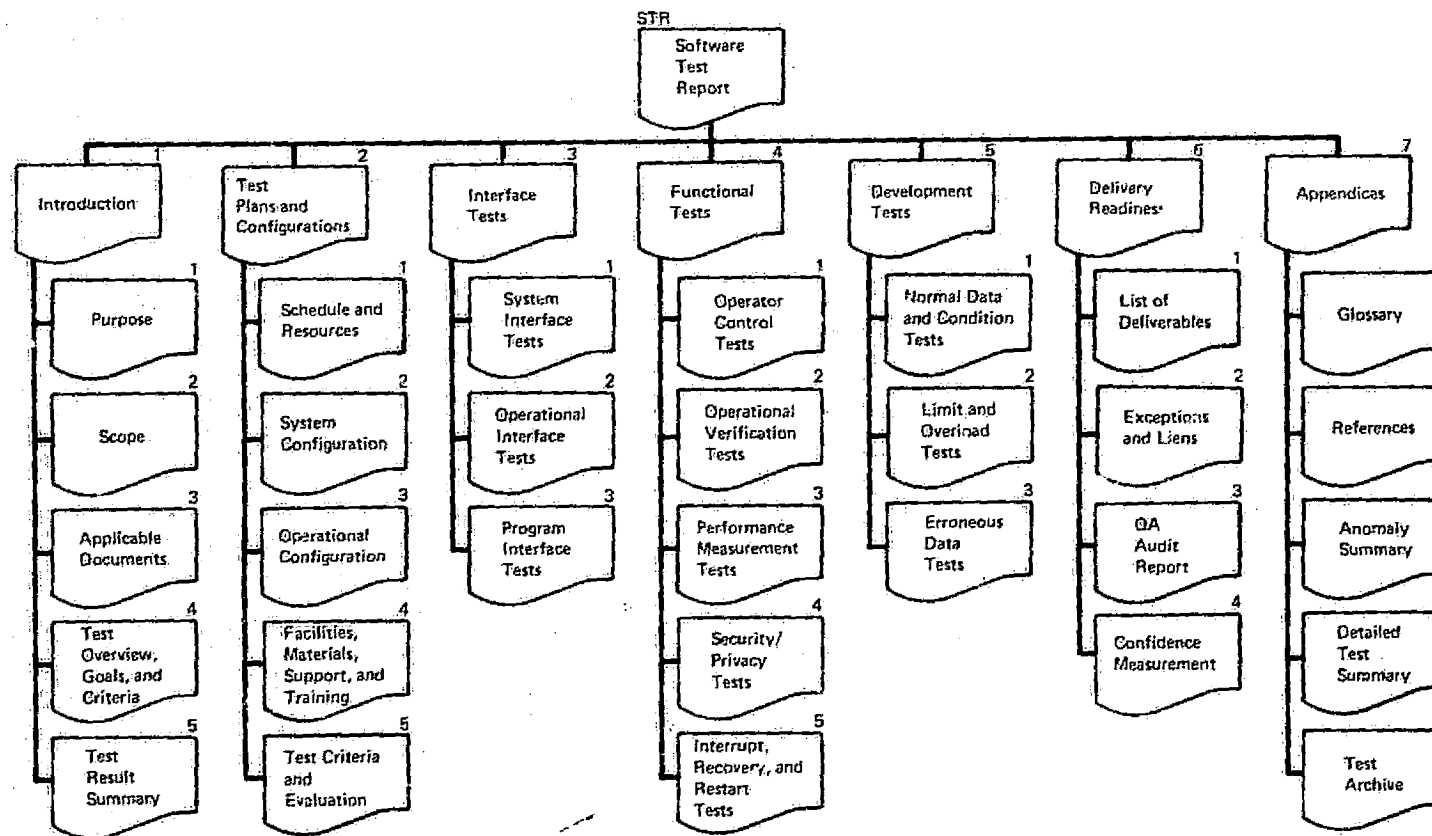 STR
Software
Test
Report
1
Introduction
1
Purpose
2
Scope
3
Applicable
Documents
4
Test
Overview,
Goals, and
Criteria
5
Test
Result
Summary
2
Test
Plans and
Configurations
1
Schedule and
Resources
2
System
Configuration
3
Operational
Configuration
4
Facilities,
Materials,
Support, and
Training
5
Test Criteria
and
Evaluation
3
Interface
Tests
1
System
Interface
Tests
2
Operational
Interface
Tests
3
Program
Interface
Tests
4
Functional
Tests
1
Operator
Control
Tests
2
Operational
Verification
Tests
3
Performance
Measurement
Tests
4
Security/
Privacy
Tests
5
Interrupt,
Recovery, and
Restart
Tests
5
Development
Tests
1
Normal Data
and Condition
Tests
2
Limit and
Overload
Tests
3
Erroneous
Data
Tests
6
Delivery
Readiness
1
List of
Deliverables
2
Exceptions
and Liens
3
QA
Audit
Report
4
Confidence
Measurement
7
Appendices
Glossary
References
Anomaly
Summary
Detailed
Test
Summary
Test
Archive